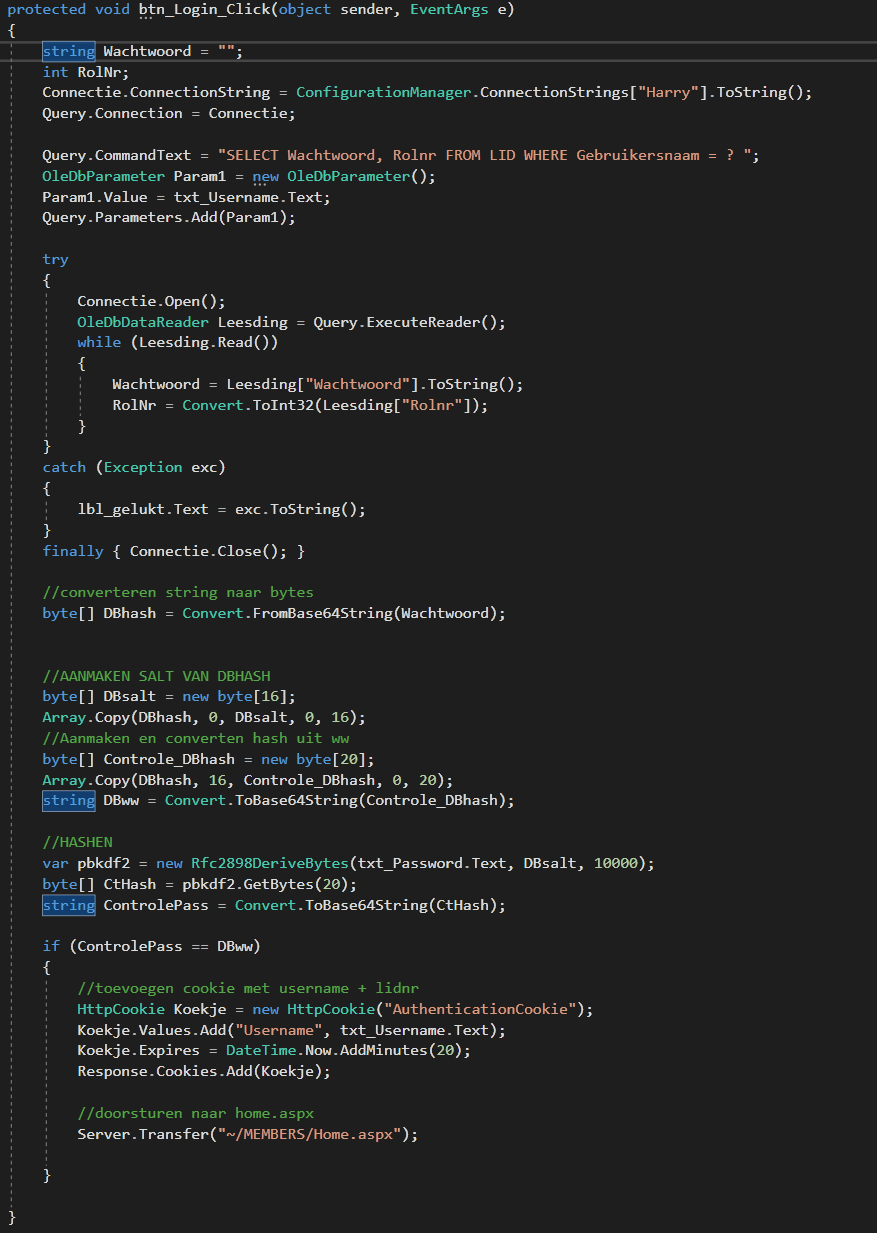 protected void btn_Login_Click(object sender, EventArgs e)
{
string Wachtwoord = "";
int RolNr;
Connectie.ConnectionString = ConfigurationManager.ConnectionStrings["Harry"].ToString();
Query.Connection = Connectie;
Query.CommandText = "SELECT Wachtwoord, Rolnr FROM LID WHERE Gebruikersnaam = ? ";
OleDbParameter Param1 = new OleDbParameter();
Param1.Value = txt_Username.Text;
Query.Parameters.Add(Param1);
try
{
Connectie.Open();
OleDbDataReader Leesding = Query.ExecuteReader();
while (Leesding.Read())
{
Wachtwoord = Leesding["Wachtwoord"].ToString();
RolNr = Convert.ToInt32(Leesding["Rolnr"]);
}
}
catch (Exception exc)
{
lbl_gelukt.Text = exc.ToString();
}
finally { Connectie.Close(); }
//converteren string naar bytes
byte[] DBhash = Convert.FromBase64String(Wachtwoord);
//AANMAKEN SALT VAN DBHASH
byte[] DBsalt = new byte[16];
Array.Copy(DBhash, 0, DBsalt, 0, 16);
//Aanmaken en converten hash uit ww
byte[] Controle_DBhash = new byte[20];
Array.Copy(DBhash, 16, Controle_DBhash, 0, 20);
string DBww = Convert.ToBase64String(Controle_DBhash);
//HASHEN
var pbkdf2 = new Rfc2898DeriveBytes(txt_Password.Text, DBsalt, 10000);
byte[] CtHash = pbkdf2.GetBytes(20);
string ControlePass = Convert.ToBase64String(CtHash);
if (ControlePass == DBww)
{
//toevoegen cookie met username + lidnr
HttpCookie Koekje = new HttpCookie("AuthenticationCookie");
Koekje.Values.Add("Username", txt_Username.Text);
Koekje.Expires = DateTime.Now.AddMinutes(20);
Response.Cookies.Add(Koekje);
//doorsturen naar home.aspx
Server.Transfer("~/MEMBERS/Home.aspx");
}
}